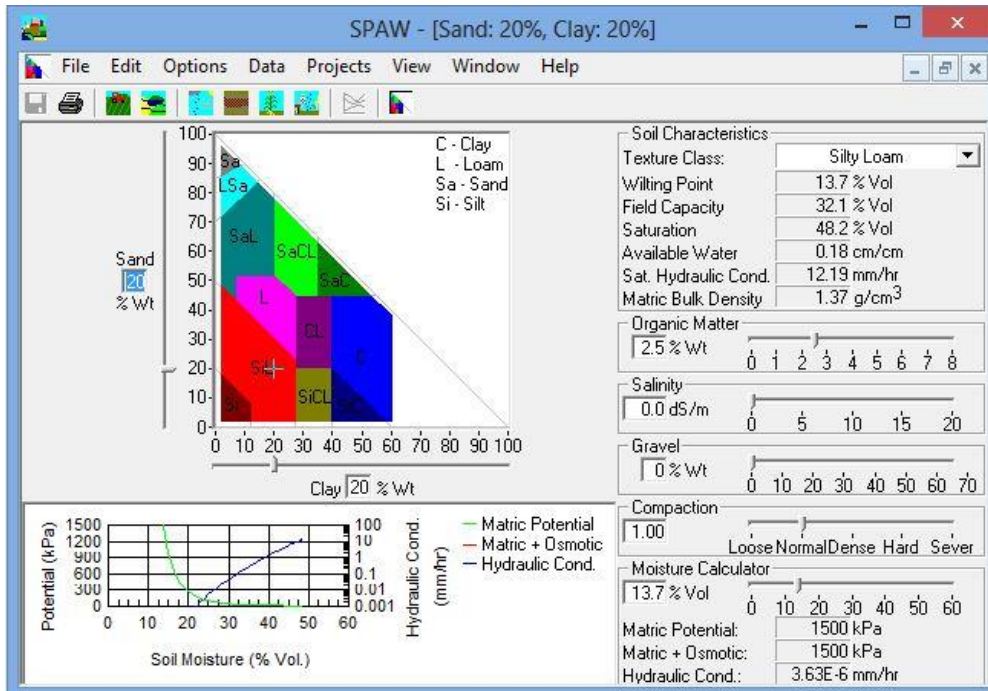 SPAW - [Sand: 20%, Clay: 20%]
File Edit Options Data Projects View Window Help
Sand
20
% Wt
100
90
80
70
60
50
40
30
20
10
0
C - Clay
L - Loam
Sa - Sand
Si - Silt
Sa
LSa
SaL
SaCL
SaC
L
CL
C
SiL
SiCL
SiC
Si
0 10 20 30 40 50 60 70 80 90 100
Clay 20 % Wt
Soil Characteristics
Texture Class: Silty Loam
Wilting Point 13.7 % Vol
Field Capacity 32.1 % Vol
Saturation 48.2 % Vol
Available Water 0.18 cm/cm
Sat. Hydraulic Cond. 12.19 mm/hr
Matric Bulk Density 1.37 g/cm3
Organic Matter
2.5 % Wt
0 1 2 3 4 5 6 7 8
Salinity
0.0 dS/m
0 5 10 15 20
Gravel
0 % Wt
0 10 20 30 40 50 60 70
Compaction
1.00
Loose Normal Dense Hard Sever
Moisture Calculator
13.7 % Vol
0 10 20 30 40 50 60
Matric Potential: 1500 kPa
Matric + Osmotic: 1500 kPa
Hydraulic Cond.: 3.63E-6 mm/hr
Potential (kPa)
1500
1200
900
600
300
0
0 10 20 30 40 50 60
Soil Moisture (% Vol.)
100
10
1
0.1
0.01
0.001
Hydraulic Cond.
(mm/hr)
Matric Potential
Matric + Osmotic
Hydraulic Cond.